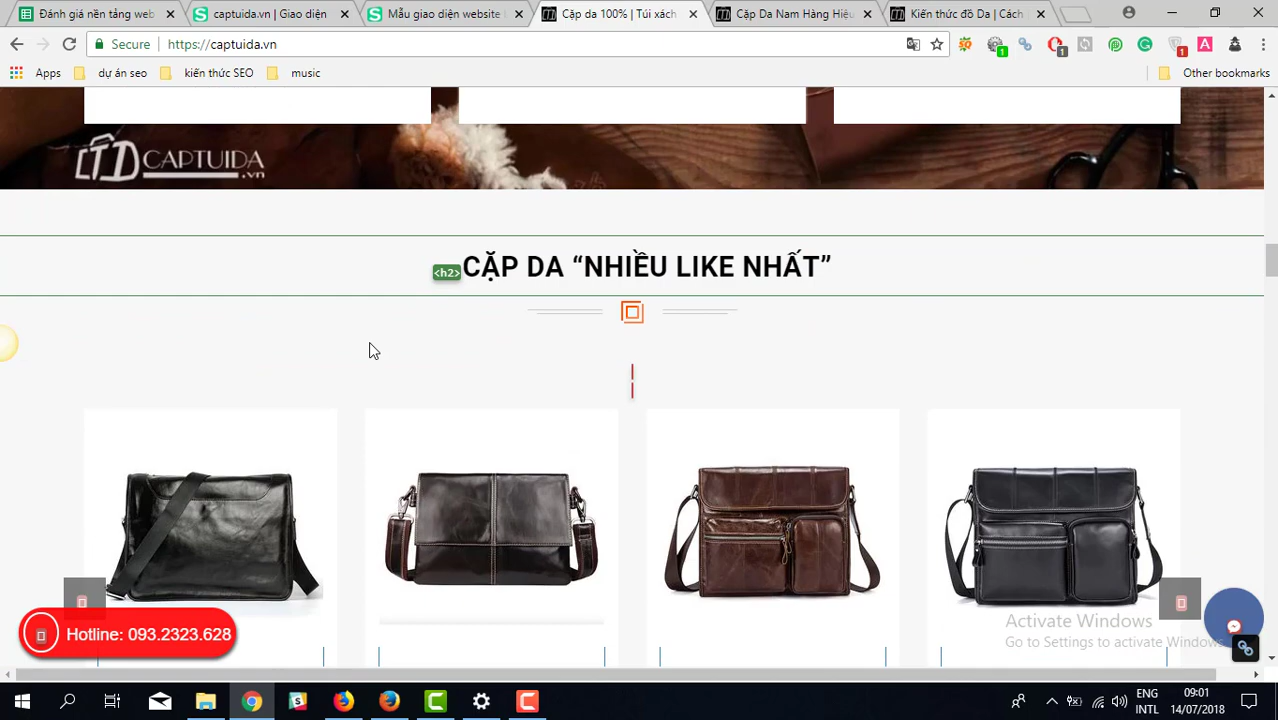 Đánh giá nền tảng web
captuida.vn | Giao diện
Mẫu giao diện website
Cặp da 100% | Túi xách
Cặp Da Nam Hàng Hiệu
Kiến thức đồ Da | Cách
Secure
https://captuida.vn
1
1
1
Apps
dự án seo
kiến thức SEO
music
Other bookmarks
CAPTUIDA
.vn
<h2>
CẶP DA “NHIỀU LIKE NHẤT”
Hotline: 093.2323.628
Activate Windows
Go to Settings to activate Windows
ENG
INTL
09:01
14/07/2018